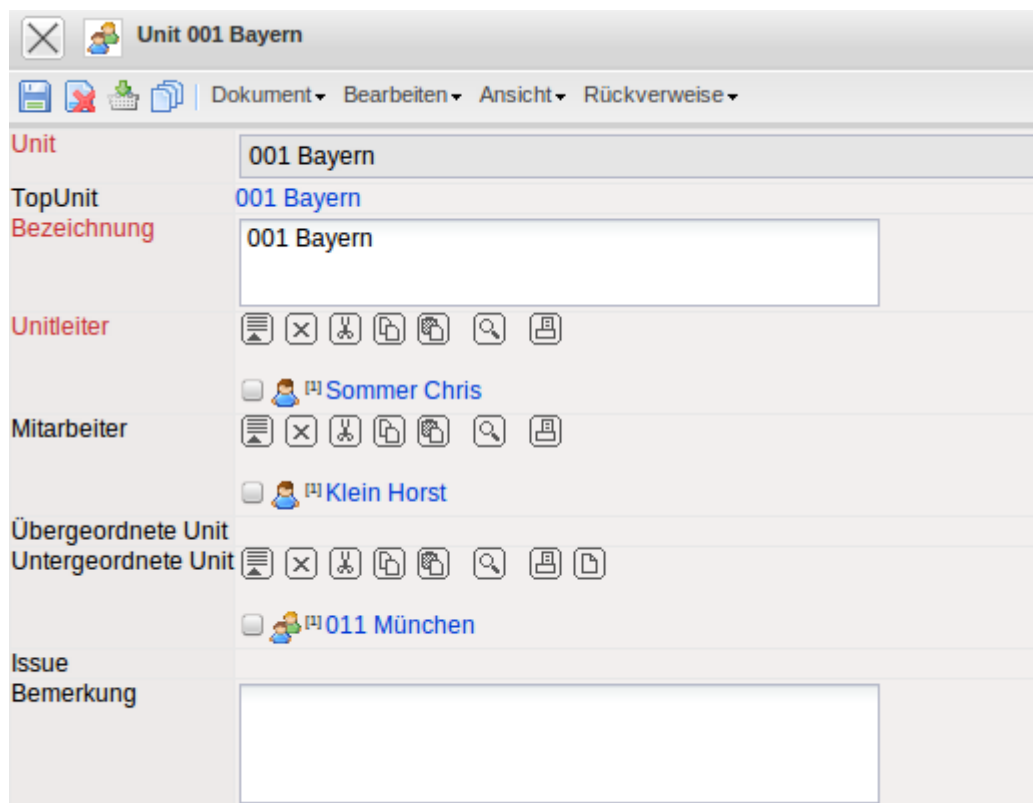 Unit 001 Bayern
Dokument Bearbeiten Ansicht Rückverweise
Unit 001 Bayern
TopUnit 001 Bayern
Bezeichnung 001 Bayern
Unitleiter
[1] Sommer Chris
Mitarbeiter
[1] Klein Horst
Übergeordnete Unit
Untergeordnete Unit
[1] 011 München
Issue
Bemerkung